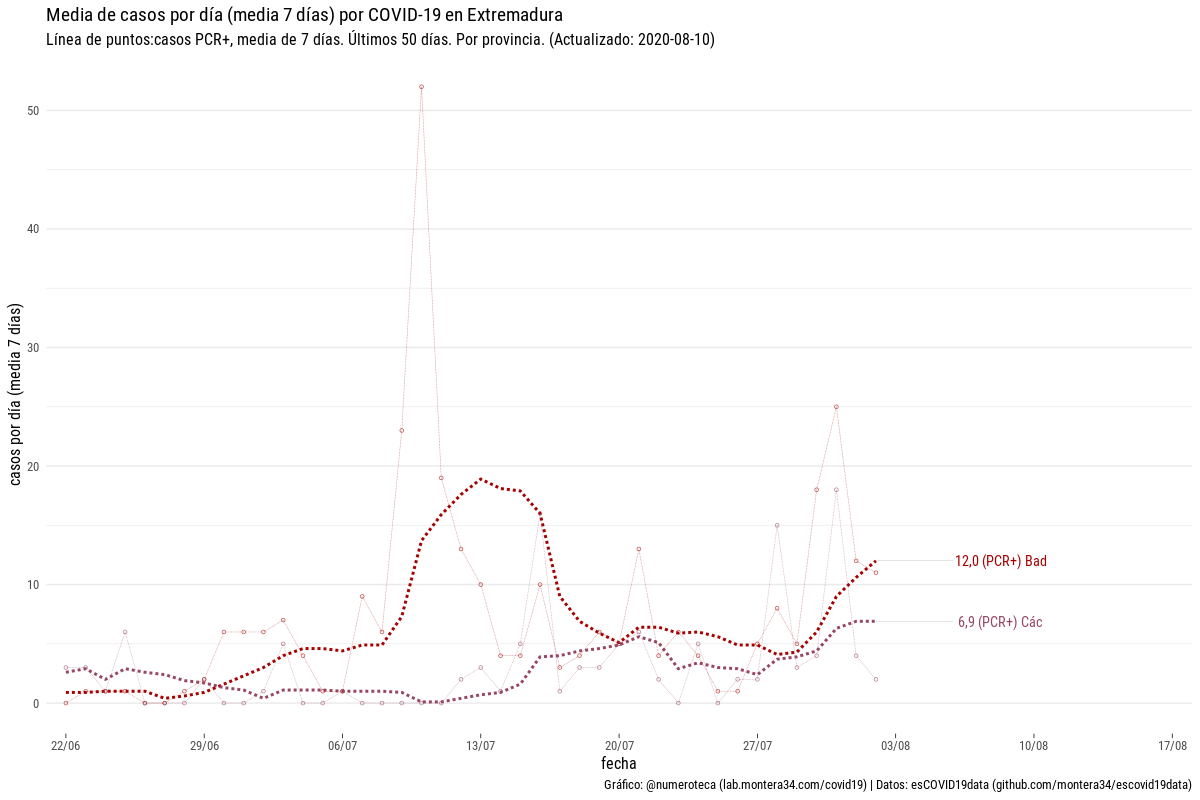 Media de casos por día (media 7 días) por COVID-19 en Extremadura
Línea de puntos:casos PCR+, media de 7 días. Últimos 50 días. Por provincia. (Actualizado: 2020-08-10)
casos por día (media 7 días)
50
40
30
20
10
0
12,0 (PCR+) Bad
6,9 (PCR+) Các
22/06
29/06
06/07
13/07
20/07
27/07
03/08
10/08
17/08
fecha
Gráfico: @numeroteca (lab.montera34.com/covid19) | Datos: esCOVID19data (github.com/montera34/escovid19data)